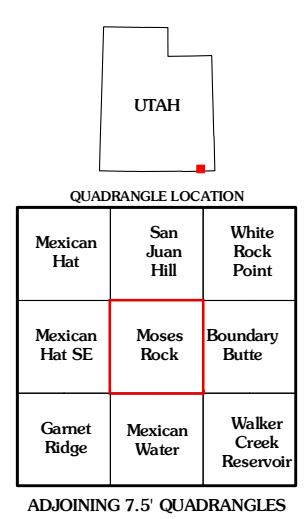 UTAH
QUADRANGLE LOCATION
Mexican
Hat
San
Juan
Hill
White
Rock
Point
Mexican
Hat SE
Moses
Rock
Boundary
Butte
Garnet
Ridge
Mexican
Water
Walker
Creek
Reservoir
ADJOINING 7.5' QUADRANGLES